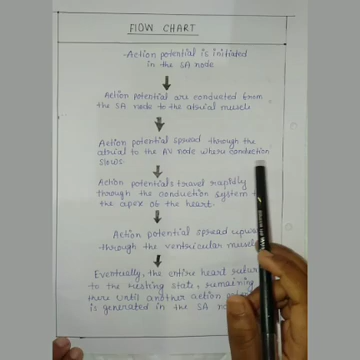 FLOW CHART
-Action potential is initiated
in the SA node
Action potential are conduated from
the SA node to the atrial muscle
Action potential spread through the
atrial to the AV node where conduction
slows.
Action potentials travel rapidly
through the conduction system
the apex of the heart.
Action potential spread
through the ventricular muscle
Eventually, the entire heart
to the resting state, remaining
there until another action
is generated in the SA